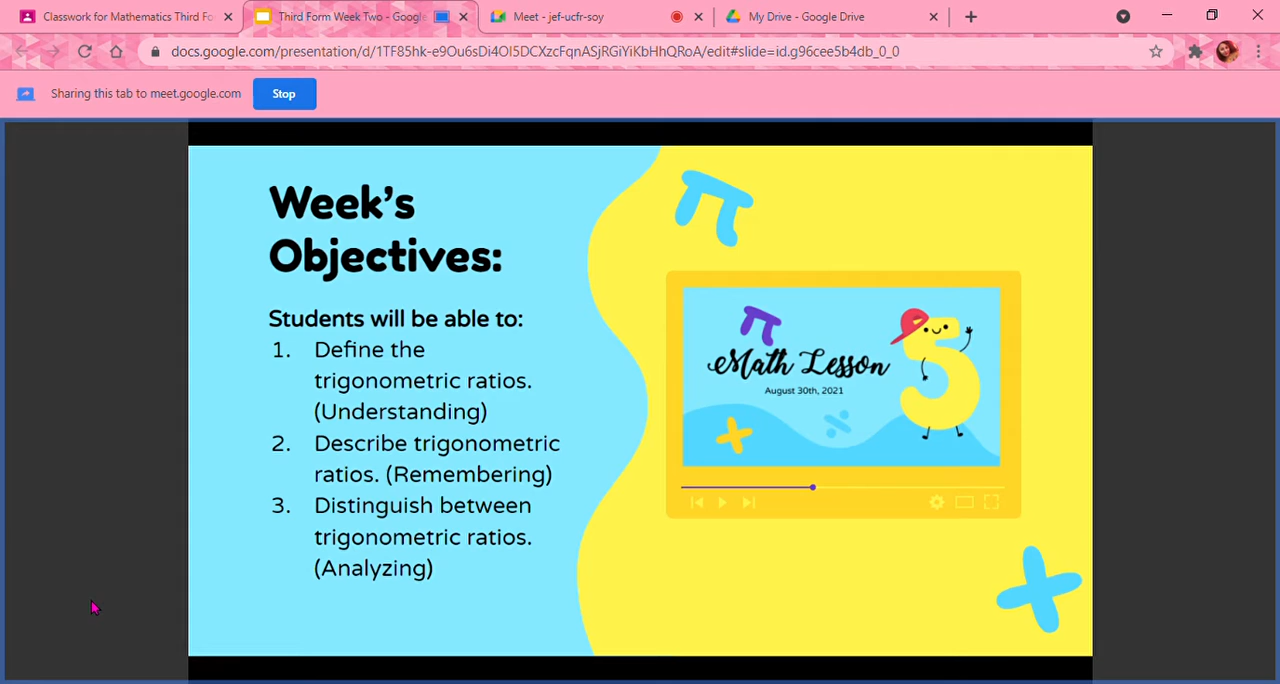 Classwork for Mathematics Third Fo
Third Form Week Two - Google
Meet - jef-ucfr-soy
My Drive - Google Drive
docs.google.com/presentation/d/1TF85hk-e9Ou6sDi4Ol5DCXzcFqnASjRGiYiKbHhQRoA/edit#slide=id.g96cee5b4db_0_0
Sharing this tab to meet.google.com
Stop
Week's
Objectives:
Students will be able to:
1. Define the
trigonometric ratios.
(Understanding)
2. Describe trigonometric
ratios. (Remembering)
3. Distinguish between
trigonometric ratios.
(Analyzing)
π
π
Math Lesson
August 30th, 2021
5